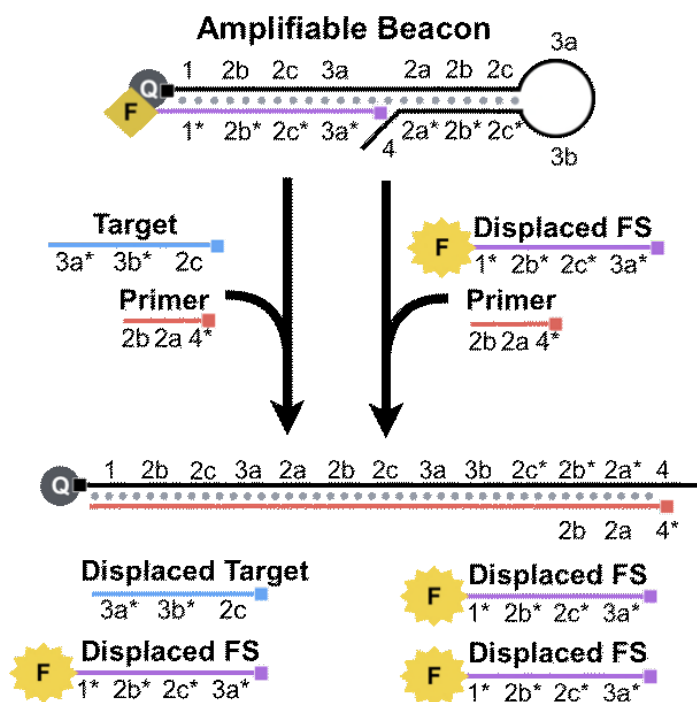 Amplifiable Beacon
3a
1 2b 2c 3a 2a 2b 2c
Q
F
1* 2b* 2c* 3a* 2a* 2b* 2c*
4
3b
Target
3a* 3b* 2c
Primer
2b 2a 4*
Displaced FS
F
1* 2b* 2c* 3a*
Primer
2b 2a 4*
1 2b 2c 3a 2a 2b 2c 3a 3b 2c* 2b* 2a* 4
Q
2b 2a 4*
Displaced Target
3a* 3b* 2c
Displaced FS
F
1* 2b* 2c* 3a*
Displaced FS
F
1* 2b* 2c* 3a*
Displaced FS
F
1* 2b* 2c* 3a*